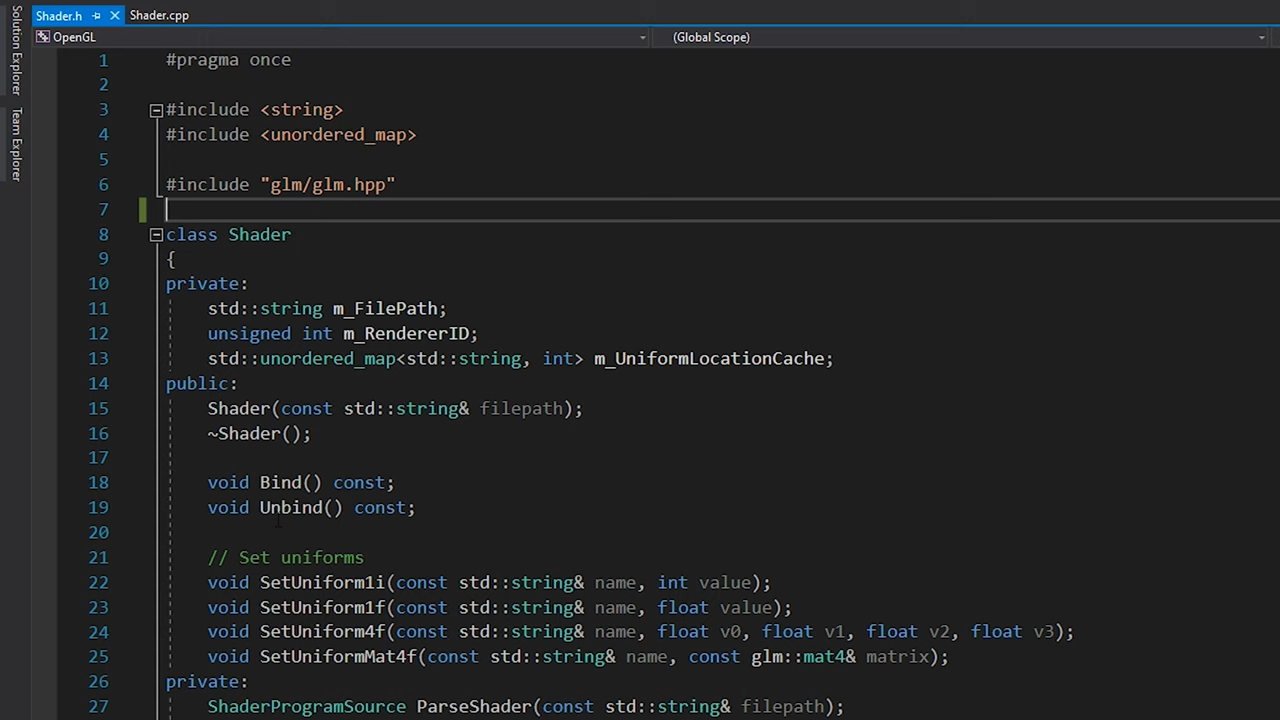 Shader.h
Shader.cpp
Solution Explorer
Team Explorer
OpenGL
(Global Scope)
1 #pragma once
2
3 #include <string>
4 #include <unordered_map>
5
6 #include "glm/glm.hpp"
7
8 class Shader
9 {
10 private:
11 std::string m_FilePath;
12 unsigned int m_RendererID;
13 std::unordered_map<std::string, int> m_UniformLocationCache;
14 public:
15 Shader(const std::string& filepath);
16 ~Shader();
17
18 void Bind() const;
19 void Unbind() const;
20
21 // Set uniforms
22 void SetUniform1i(const std::string& name, int value);
23 void SetUniform1f(const std::string& name, float value);
24 void SetUniform4f(const std::string& name, float v0, float v1, float v2, float v3);
25 void SetUniformMat4f(const std::string& name, const glm::mat4& matrix);
26 private:
27 ShaderProgramSource ParseShader(const std::string& filepath);